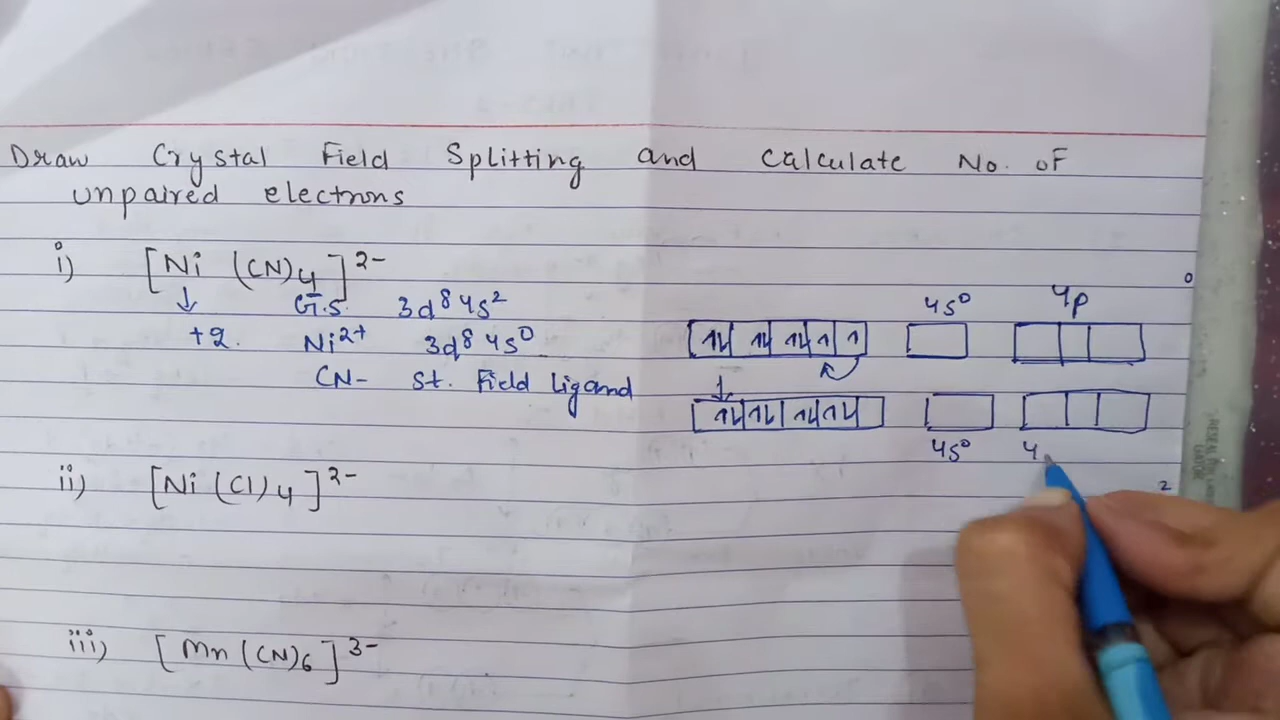 Draw Crystal Field Splitting and calculate No. of
unpaired electrons
i) [Ni (CN)4]2-
G.S. 3d8 4s2
+2. Ni2+ 3d8 4s0
CN- St. Field ligand
4s0 4p
0
4s0 4
2
ii) [Ni (Cl)4]2-
iii) [Mn (CN)6]3-